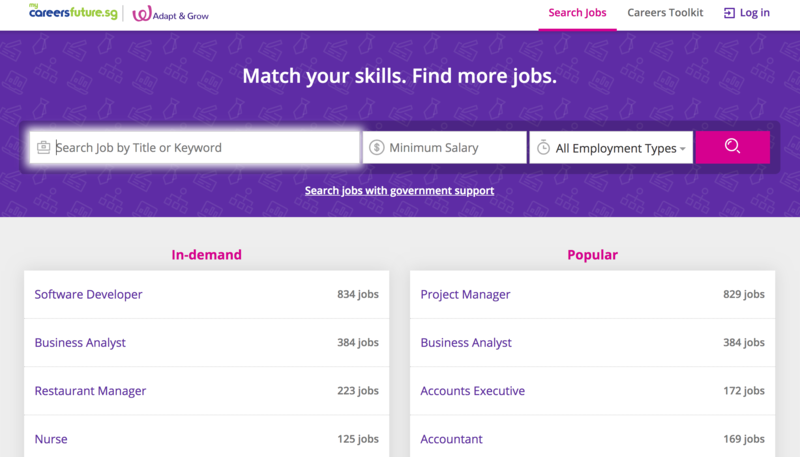 my
careersfuture.sg
Adapt & Grow
Search Jobs
Careers Toolkit
Log in
Match your skills. Find more jobs.
Search Job by Title or Keyword
Minimum Salary
All Employment Types
Search jobs with government support
In-demand
Software Developer 834 jobs
Business Analyst 384 jobs
Restaurant Manager 223 jobs
Nurse 125 jobs
Popular
Project Manager 829 jobs
Business Analyst 384 jobs
Accounts Executive 172 jobs
Accountant 169 jobs